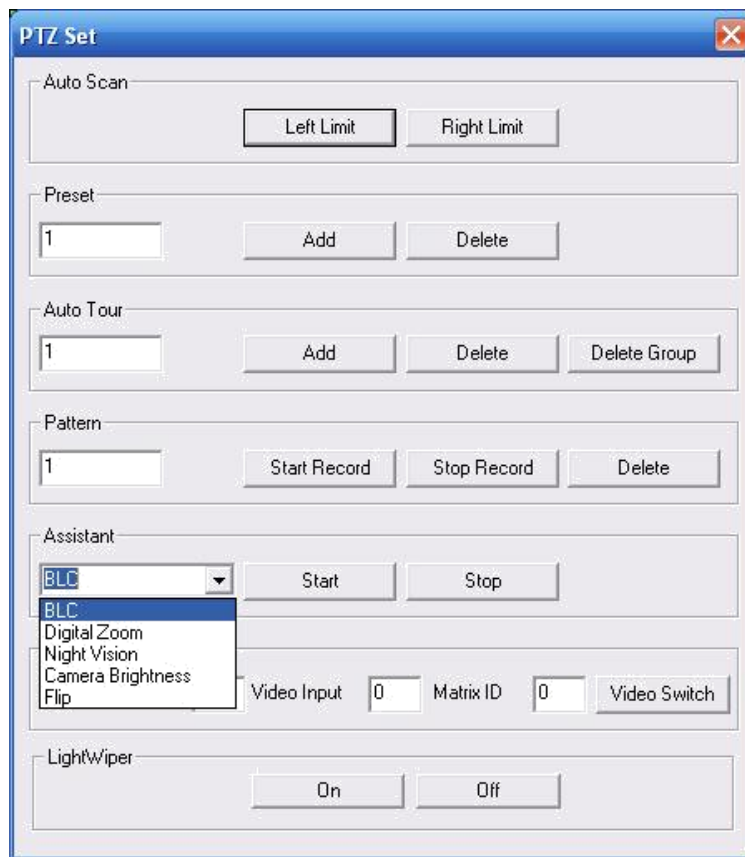 PTZ Set
Auto Scan
Left Limit Right Limit
Preset
1 Add Delete
Auto Tour
1 Add Delete Delete Group
Pattern
1 Start Record Stop Record Delete
Assistant
BLC Start Stop
BLC
Digital Zoom
Night Vision
Camera Brightness
Flip
Video Input 0 Matrix ID 0 Video Switch
LightWiper
On Off